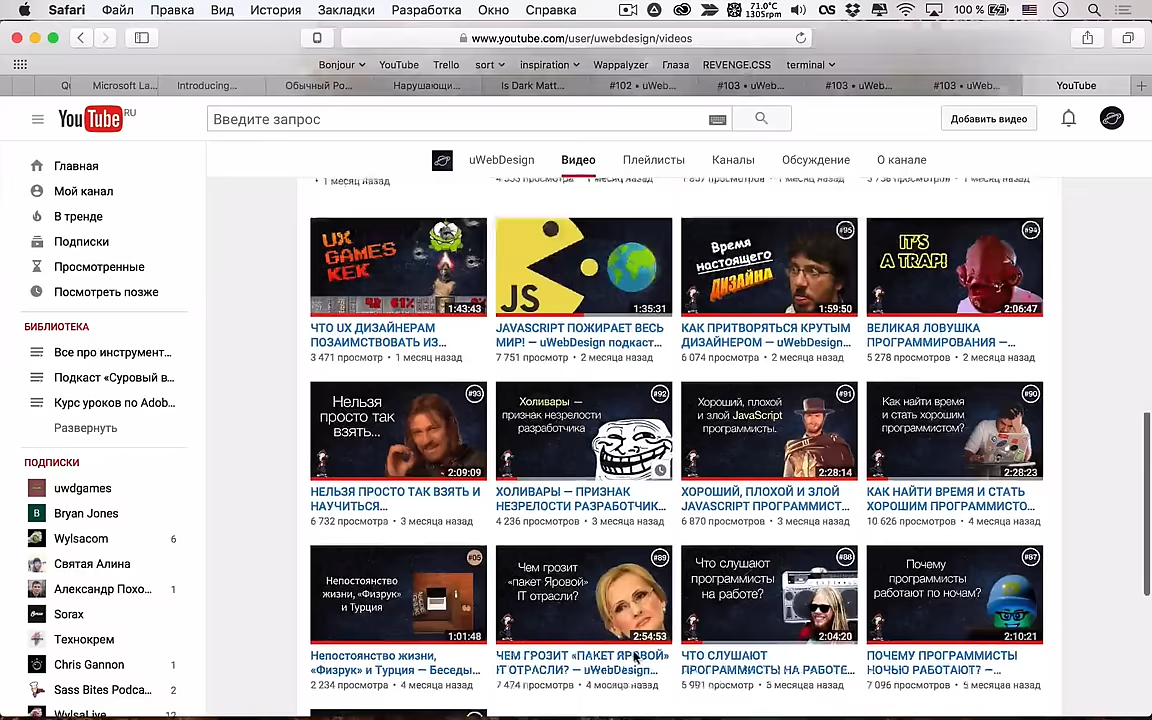 Safari Файл Правка Вид История Закладки Разработка Окно Справка 71.0°C 1305rpm 100 %
www.youtube.com/user/uwebdesign/videos
Bonjour YouTube Trello sort inspiration Wappalyzer Глаза REVENGE.CSS terminal
Microsoft La... Introducing... Обычный Ро... Нарушающи... Is Dark Matt... #102 • uWeb... #103 • uWeb... #103 • uWeb... #103 • uWeb... YouTube
YouTube RU Введите запрос Добавить видео
uWebDesign Видео Плейлисты Каналы Обсуждение О канале
Главная
Мой канал
В тренде
Подписки
Просмотренные
Посмотреть позже
БИБЛИОТЕКА
Все про инструмент...
Подкаст «Суровый в...
Курс уроков по Adob...
Развернуть
ПОДПИСКИ
uwdgames
Bryan Jones
Wylsacom 6
Святая Алина
Александр Похо... 1
Sorax
Технокрем
Chris Gannon 1
Sass Bites Podca... 2
WylsaLive 12
• 1 месяц назад
UX
GAMES
КЕК
1:43:43
ЧТО UX ДИЗАЙНЕРАМ
ПОЗАИМСТВОВАТЬ ИЗ...
3 471 просмотр • 1 месяц назад
JS
1:35:31
JAVASCRIPT ПОЖИРАЕТ ВЕСЬ
МИР! — uWebDesign подкаст...
7 751 просмотр • 2 месяца назад
#95
Время
настоящего
ДИЗАЙНА
1:59:50
КАК ПРИТВОРЯТЬСЯ КРУТЫМ
ДИЗАЙНЕРОМ — uWebDesign...
6 074 просмотра • 2 месяца назад
#94
IT'S
A TRAP!
2:06:47
ВЕЛИКАЯ ЛОВУШКА
ПРОГРАММИРОВАНИЯ —...
5 278 просмотров • 2 месяца назад
#93
Нельзя
просто так
взять...
2:09:09
НЕЛЬЗЯ ПРОСТО ТАК ВЗЯТЬ И
НАУЧИТЬСЯ...
6 732 просмотра • 3 месяца назад
#92
Холивары —
признак незрелости
разработчика
ХОЛИВАРЫ — ПРИЗНАК
НЕЗРЕЛОСТИ РАЗРАБОТЧИК...
4 236 просмотров • 3 месяца назад
#91
Хороший, плохой
и злой JavaScript
программисты.
2:28:14
ХОРОШИЙ, ПЛОХОЙ И ЗЛОЙ
JAVASCRIPT ПРОГРАММИСТ...
6 870 просмотров • 3 месяца назад
#90
Как найти время
и стать хорошим
программистом?
2:28:23
КАК НАЙТИ ВРЕМЯ И СТАТЬ
ХОРОШИМ ПРОГРАММИСТО...
10 626 просмотров • 4 месяца назад
#05
Непостоянство
жизни, «Физрук»
и Турция
1:01:48
Непостоянство жизни,
«Физрук» и Турция — Беседы...
2 234 просмотра • 4 месяца назад
#89
Чем грозит
«пакет Яровой»
IT отрасли?
2:54:53
ЧЕМ ГРОЗИТ «ПАКЕТ ЯРОВОЙ»
IT ОТРАСЛИ? — uWebDesign...
7 474 просмотра • 4 месяца назад
#88
Что слушают
программисты
на работе?
2:04:20
ЧТО СЛУШАЮТ
ПРОГРАММИСТЫ НА РАБОТЕ...
5 991 просмотр • 5 месяцев назад
#87
Почему
программисты
работают по ночам?
2:10:21
ПОЧЕМУ ПРОГРАММИСТЫ
НОЧЬЮ РАБОТАЮТ? —...
7 096 просмотров • 5 месяцев назад